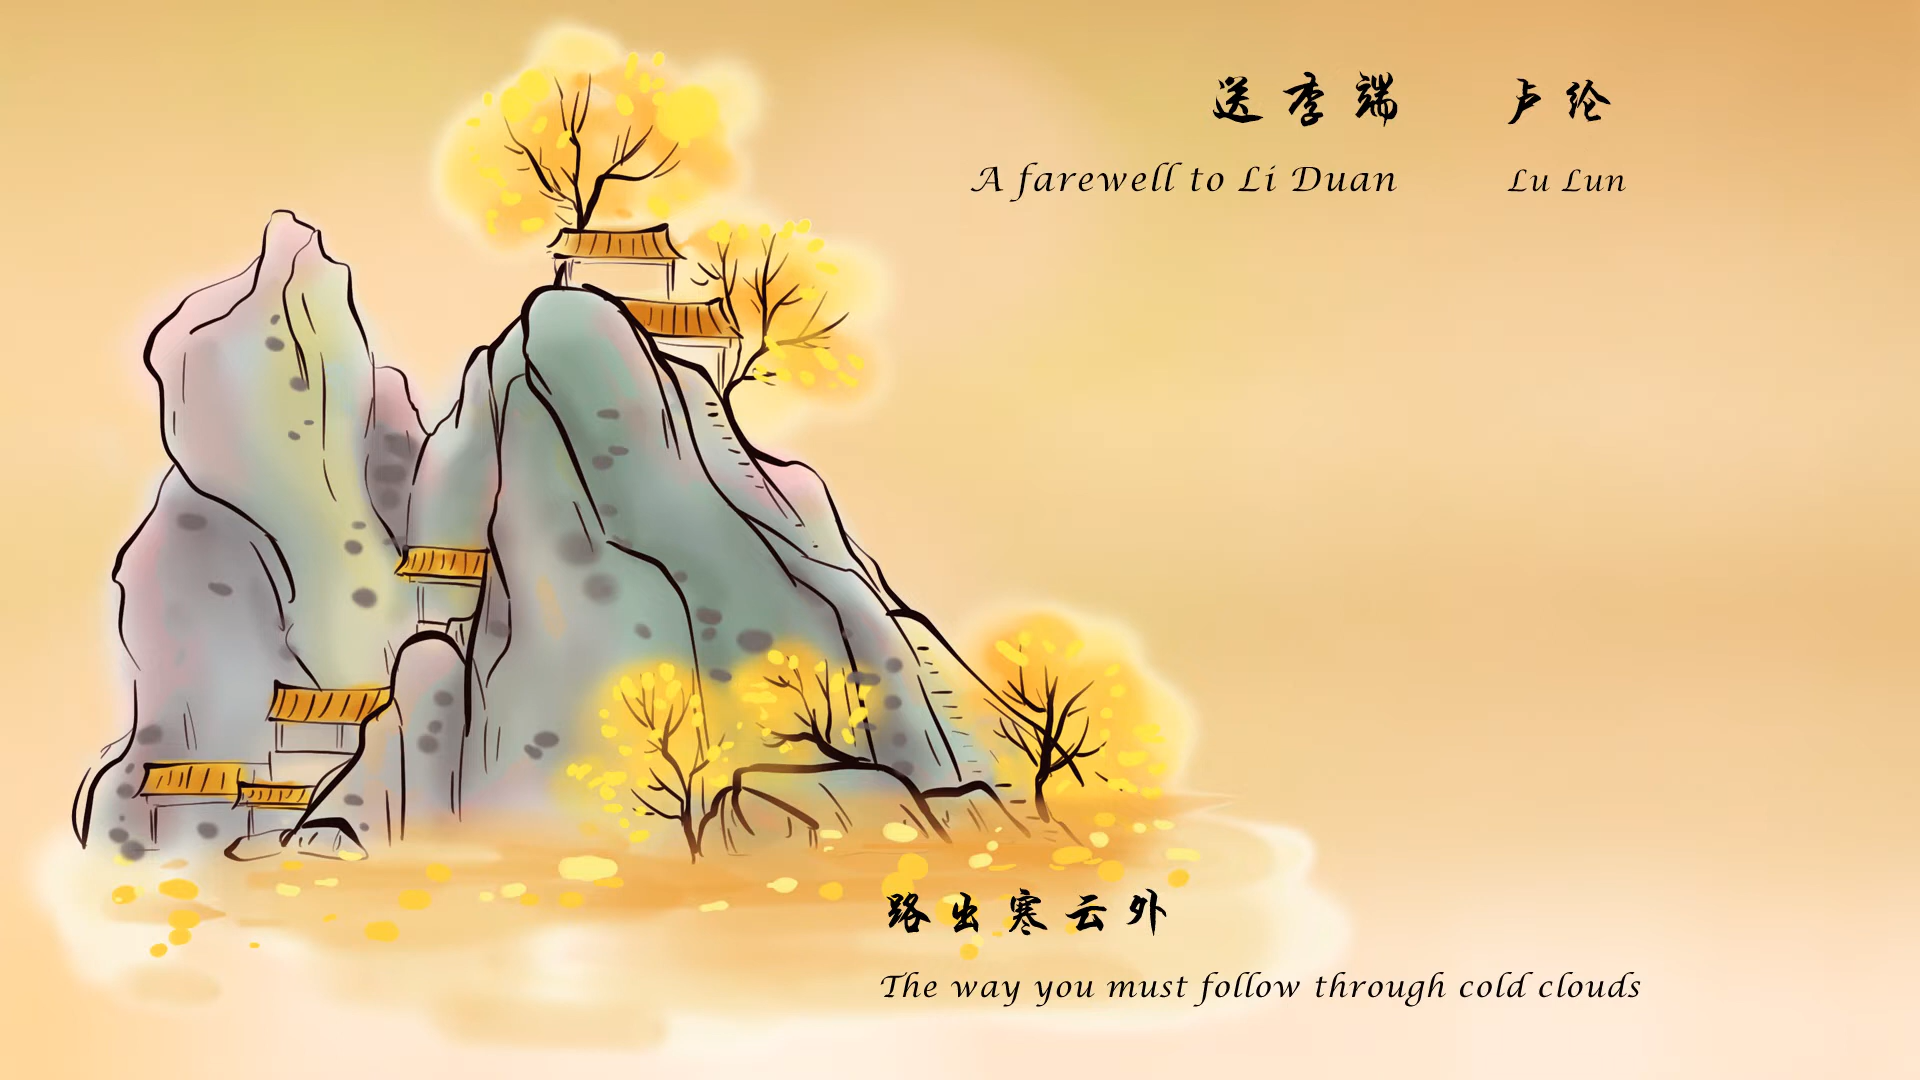 送季端 卢纶
A farewell to Li Duan Lu Lun
路出寒云外
The way you must follow through cold clouds